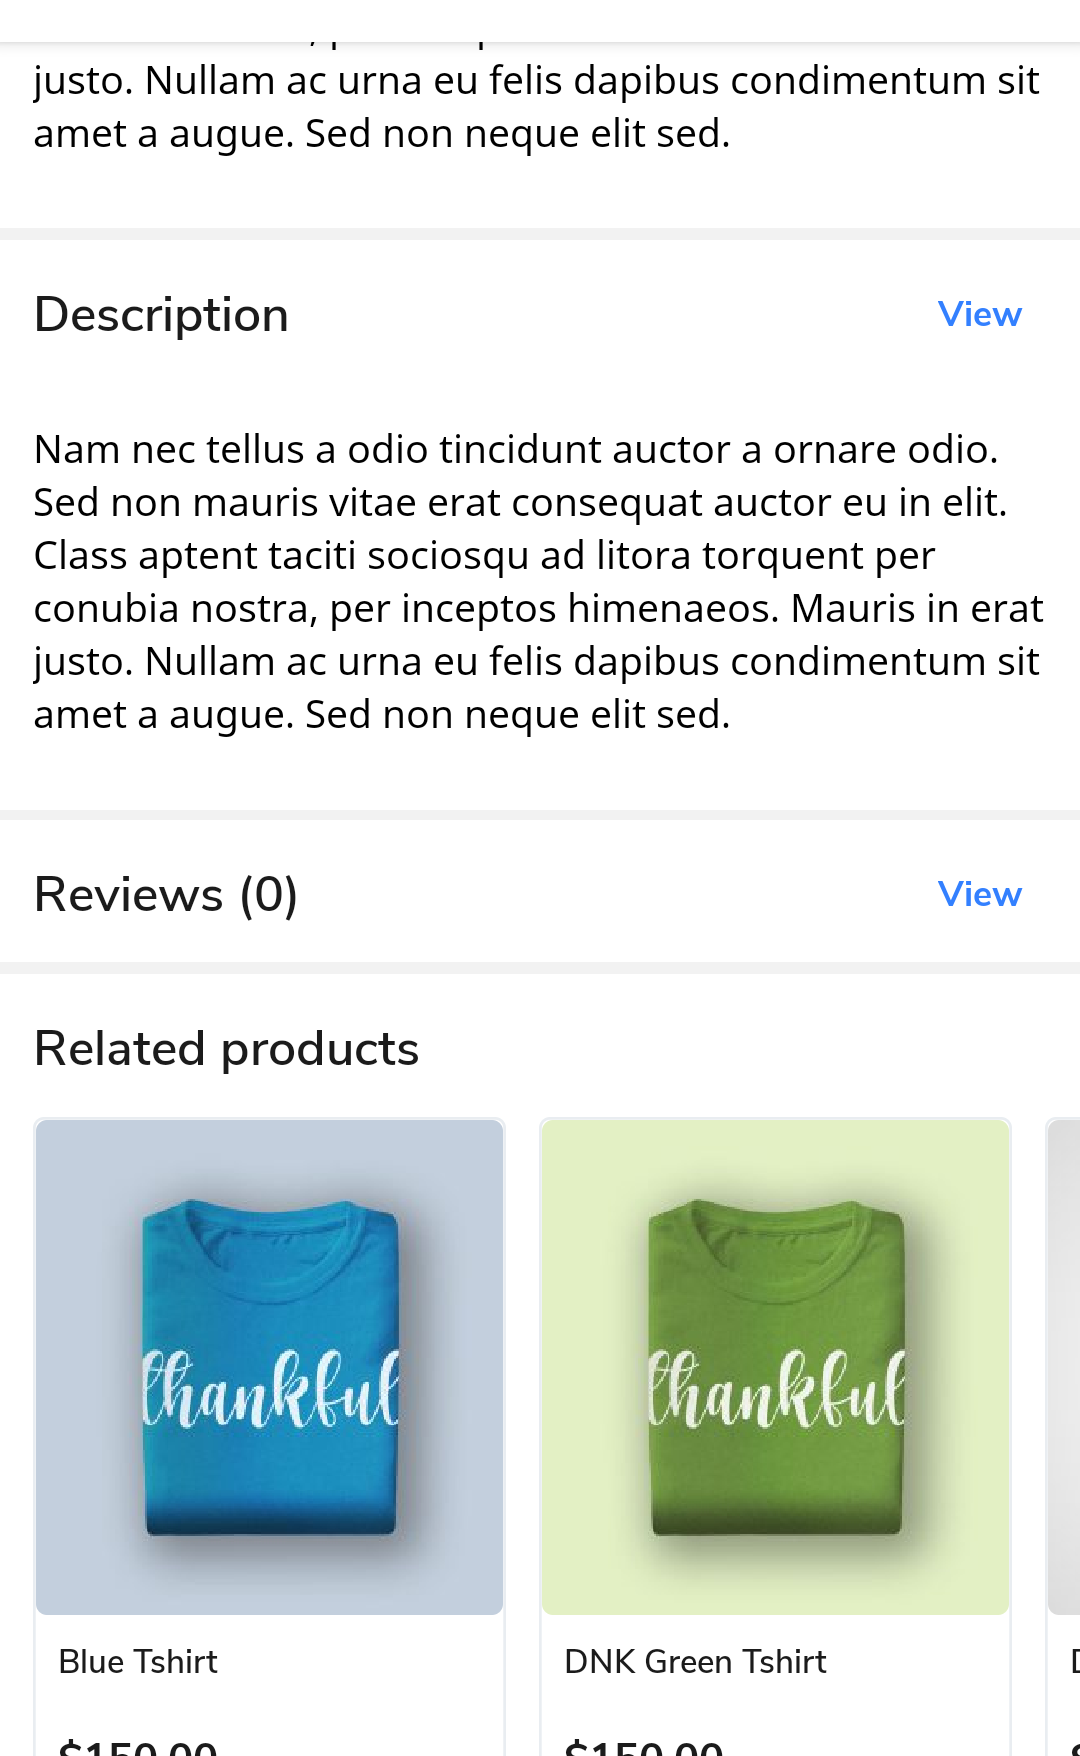 justo. Nullam ac urna eu felis dapibus condimentum sit
amet a augue. Sed non neque elit sed.
Description
View
Nam nec tellus a odio tincidunt auctor a ornare odio.
Sed non mauris vitae erat consequat auctor eu in elit.
Class aptent taciti sociosqu ad litora torquent per
conubia nostra, per inceptos himenaeos. Mauris in erat
justo. Nullam ac urna eu felis dapibus condimentum sit
amet a augue. Sed non neque elit sed.
Reviews (0)
View
Related products
thankful
thankful
Blue Tshirt
DNK Green Tshirt
$150.00
$150.00